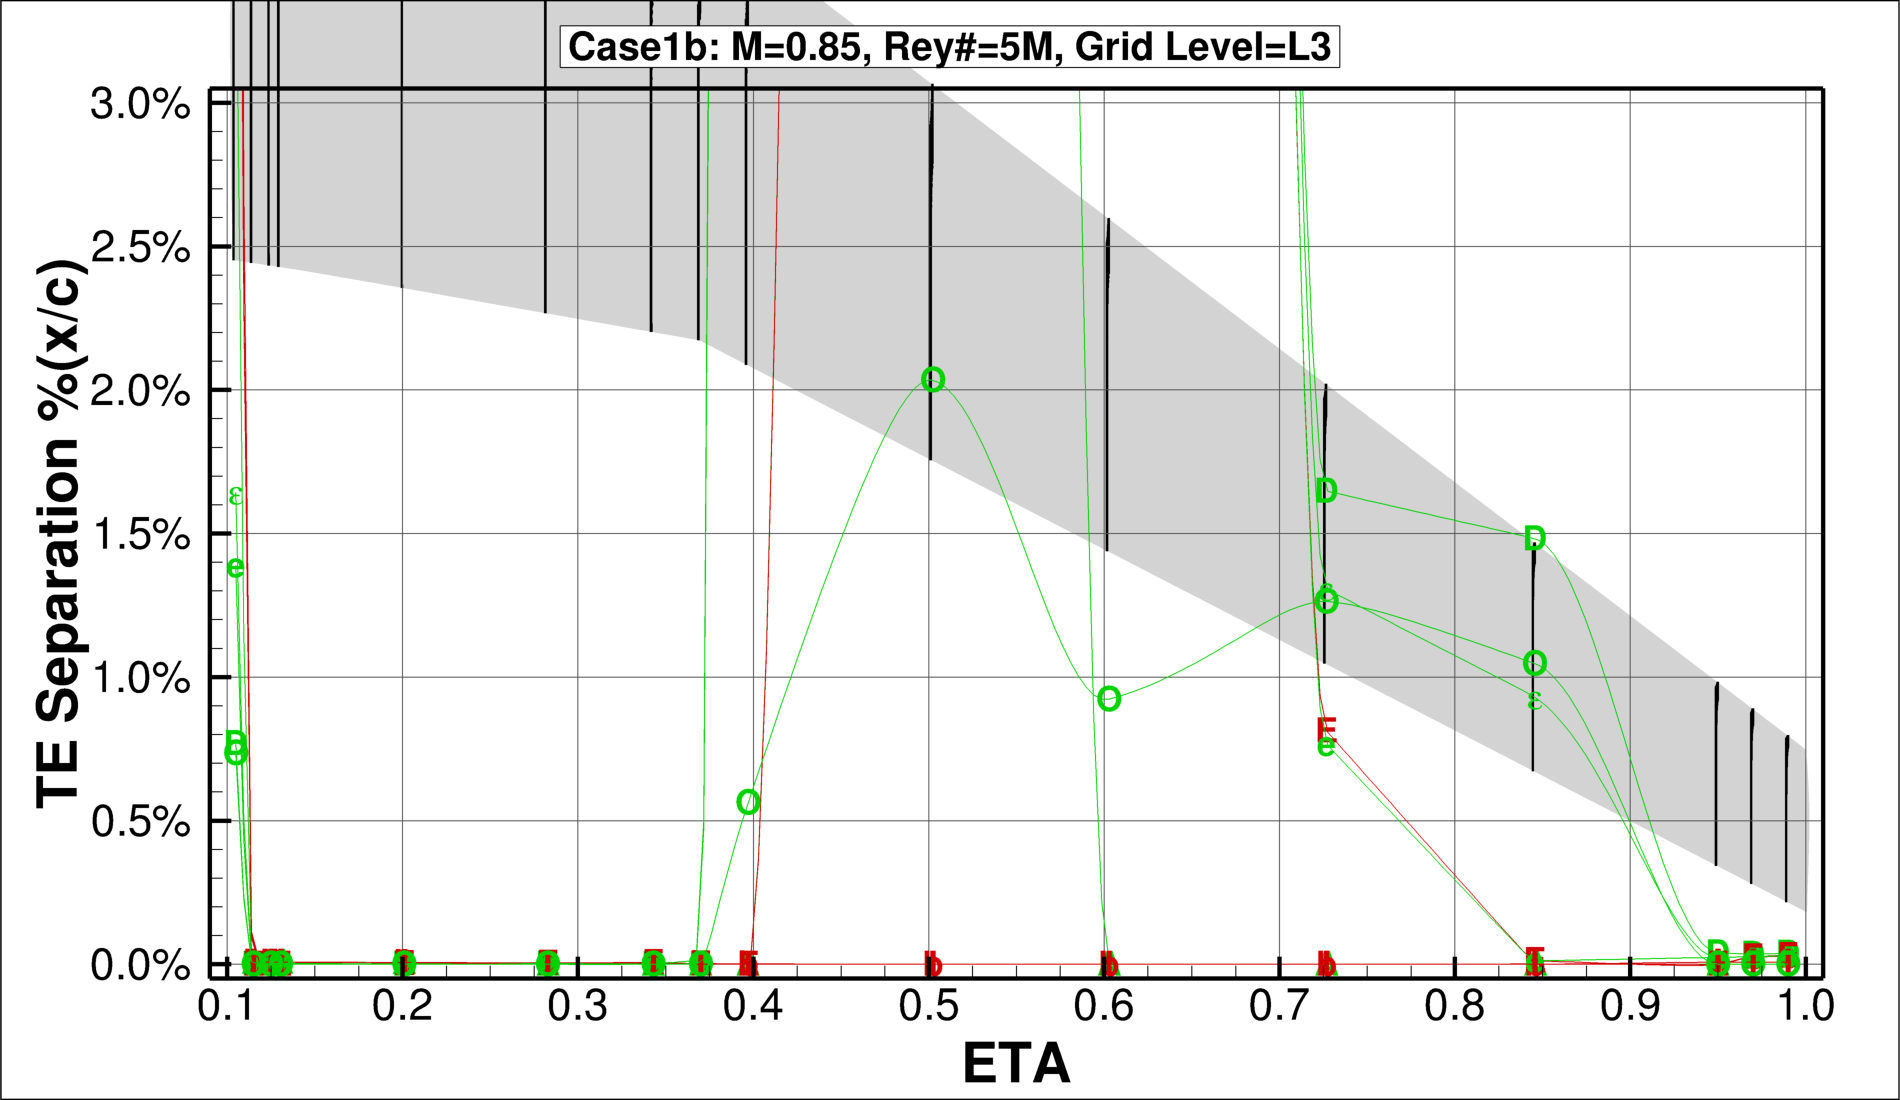 Case1b: M=0.85, Rey#=5M, Grid Level=L3
TE Separation %(x/c)
3.0%
2.5%
2.0%
1.5%
1.0%
0.5%
0.0%
ε
e
D
O
O
O
O
D
ε
O
E
e
D
O
ε
b
b
b
D
0.1 0.2 0.3 0.4 0.5 0.6 0.7 0.8 0.9 1.0
ETA